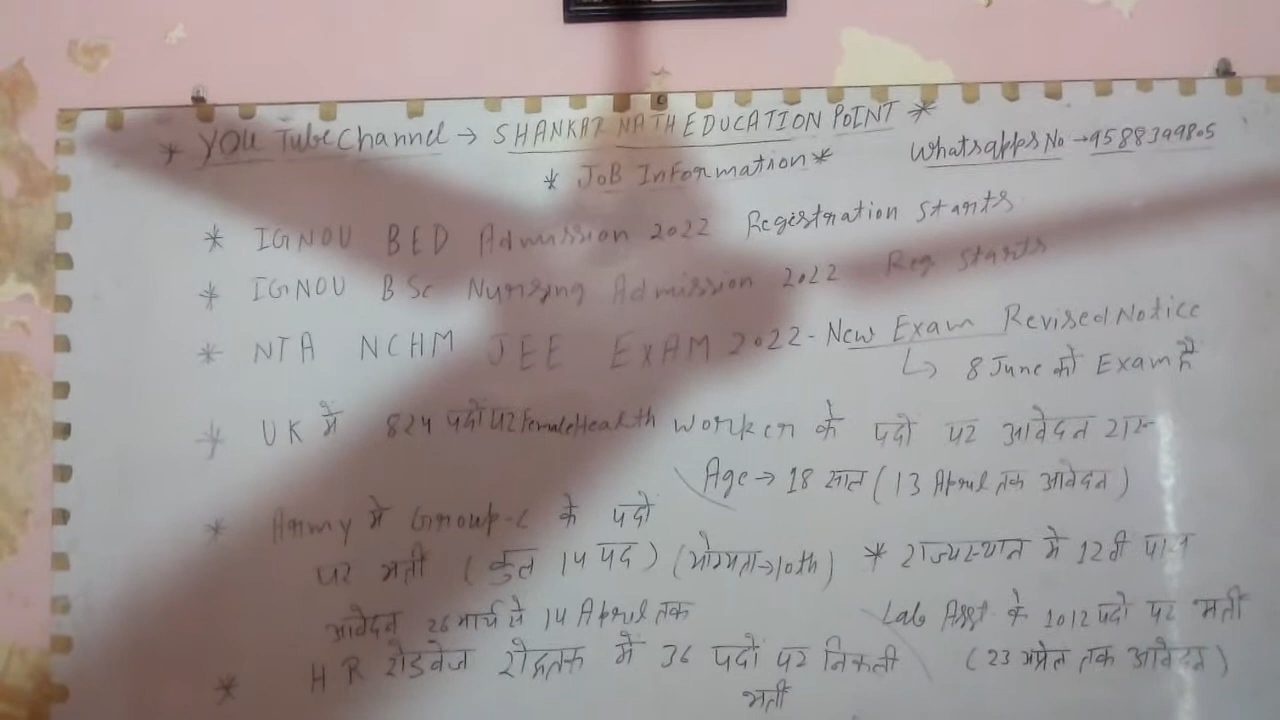 * YOU TubeChannel → SHANKAR NATH EDUCATION POINT *
Whatsapps No → 9588399805
* JOB Information *
* IGNOU BED Admission 2022 Registration Starts
* IGNOU BSc Nursing Admission 2022 Reg Starts
* NTA NCHM JEE EXAM 2022 - New Exam Revised Notice
↳ 8 June को Exam है
* UK में 824 पदो पर Female Health Worker के पदो पर आवेदन
Age → 18 साल ( 13 April तक आवेदन )
* Army में Group-C के पदो
पर भर्ती ( कुल 14 पद ) ( योग्यता → 10th )
आवेदन 26 मार्च से 14 April तक
* राज्यस्थान में 12वी पास
Lab Asst के 1012 पदो पर भर्ती
( 23 अप्रेल तक आवेदन )
* HR रोडवेज रोहतक में 36 पदो पर निकली
भर्ती